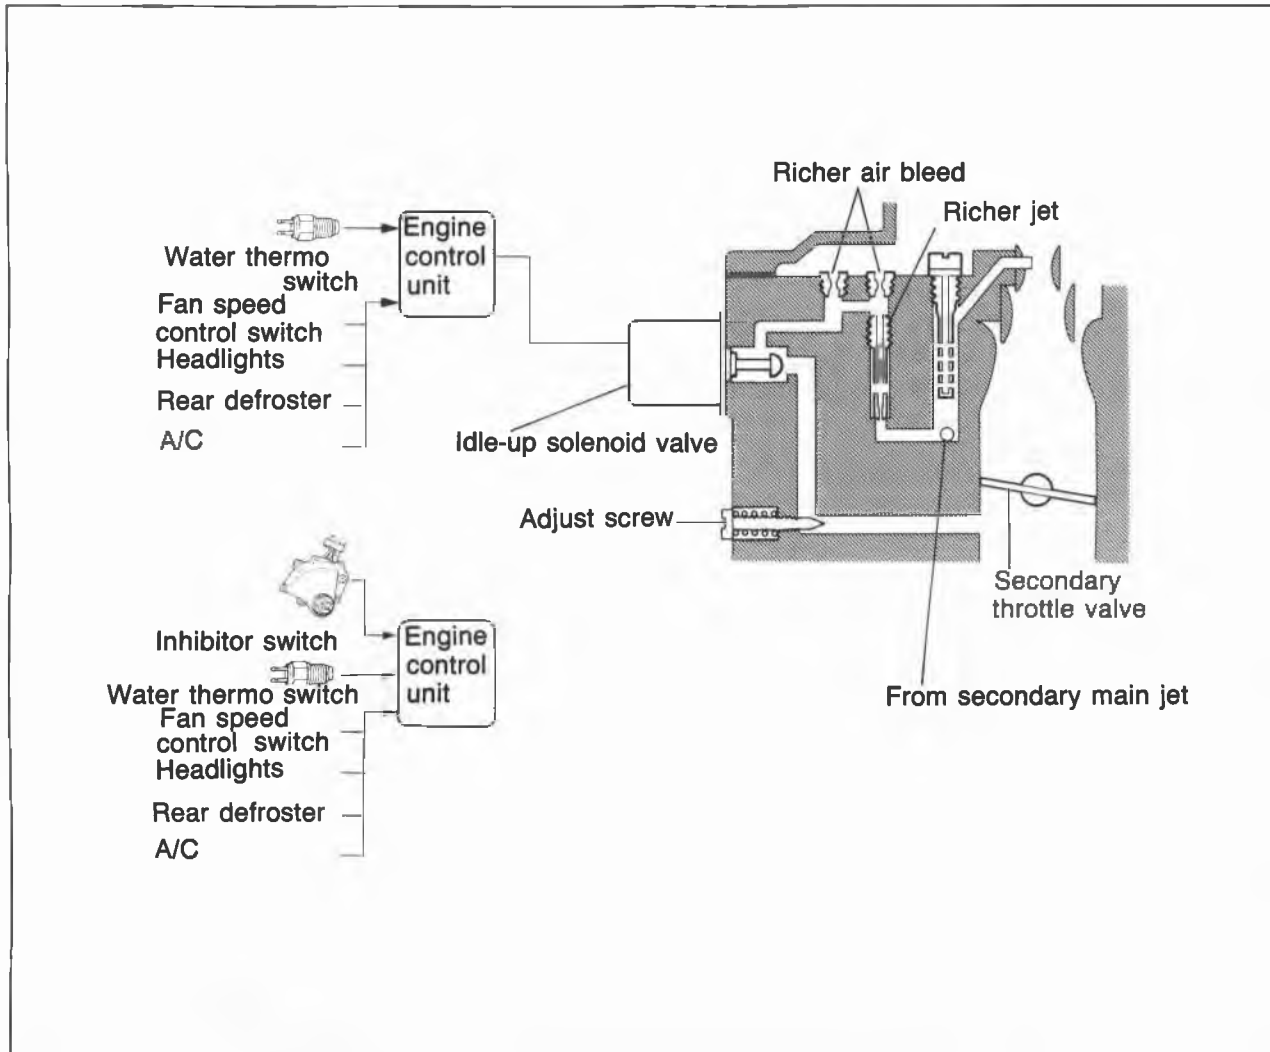 Richer air bleed
Richer jet
Engine
control
unit
Water thermo
switch
Fan speed
control switch
Headlights
Rear defroster
A/C
Idle-up solenoid valve
Adjust screw
Secondary
throttle valve
From secondary main jet
Inhibitor switch
Engine
control
unit
Water thermo switch
Fan speed
control switch
Headlights
Rear defroster
A/C